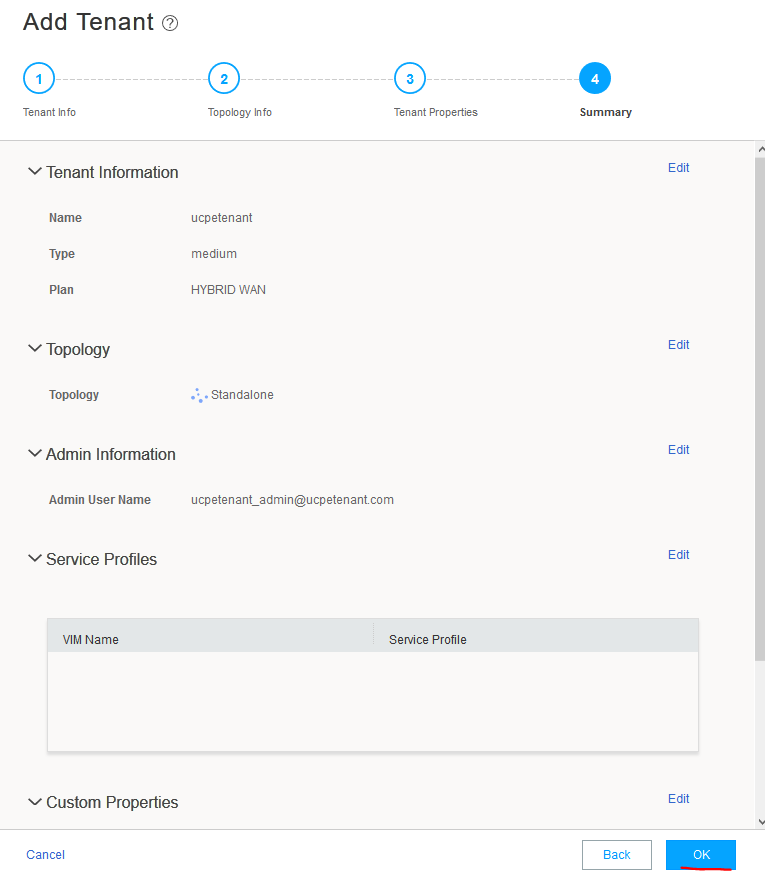 Add Tenant ?
1 2 3 4
Tenant Info Topology Info Tenant Properties Summary
Tenant Information Edit
Name ucpetenant
Type medium
Plan HYBRID WAN
Topology Edit
Topology Standalone
Admin Information Edit
Admin User Name ucpetenant_admin@ucpetenant.com
Service Profiles Edit
VIM Name Service Profile
Custom Properties Edit
Cancel Back OK